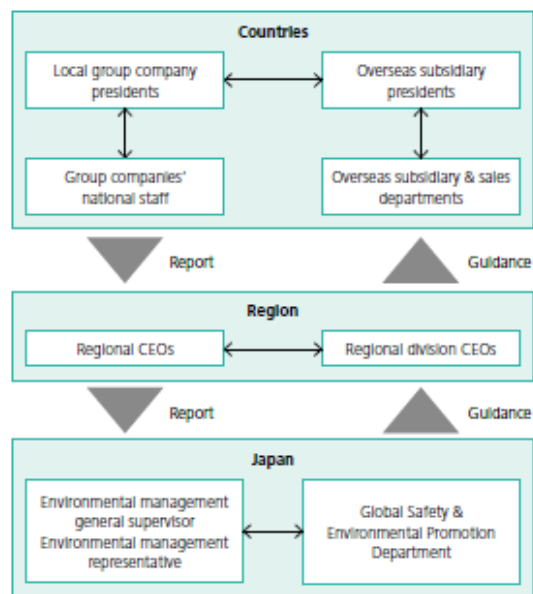 Countries
Local group company
presidents
Overseas subsidiary
presidents
Group companies'
national staff
Overseas subsidiary & sales
departments
Report
Guidance
Region
Regional CEOs
Regional division CEOs
Report
Guidance
Japan
Environmental management
general supervisor
Environmental management
representative
Global Safety &
Environmental Promotion
Department